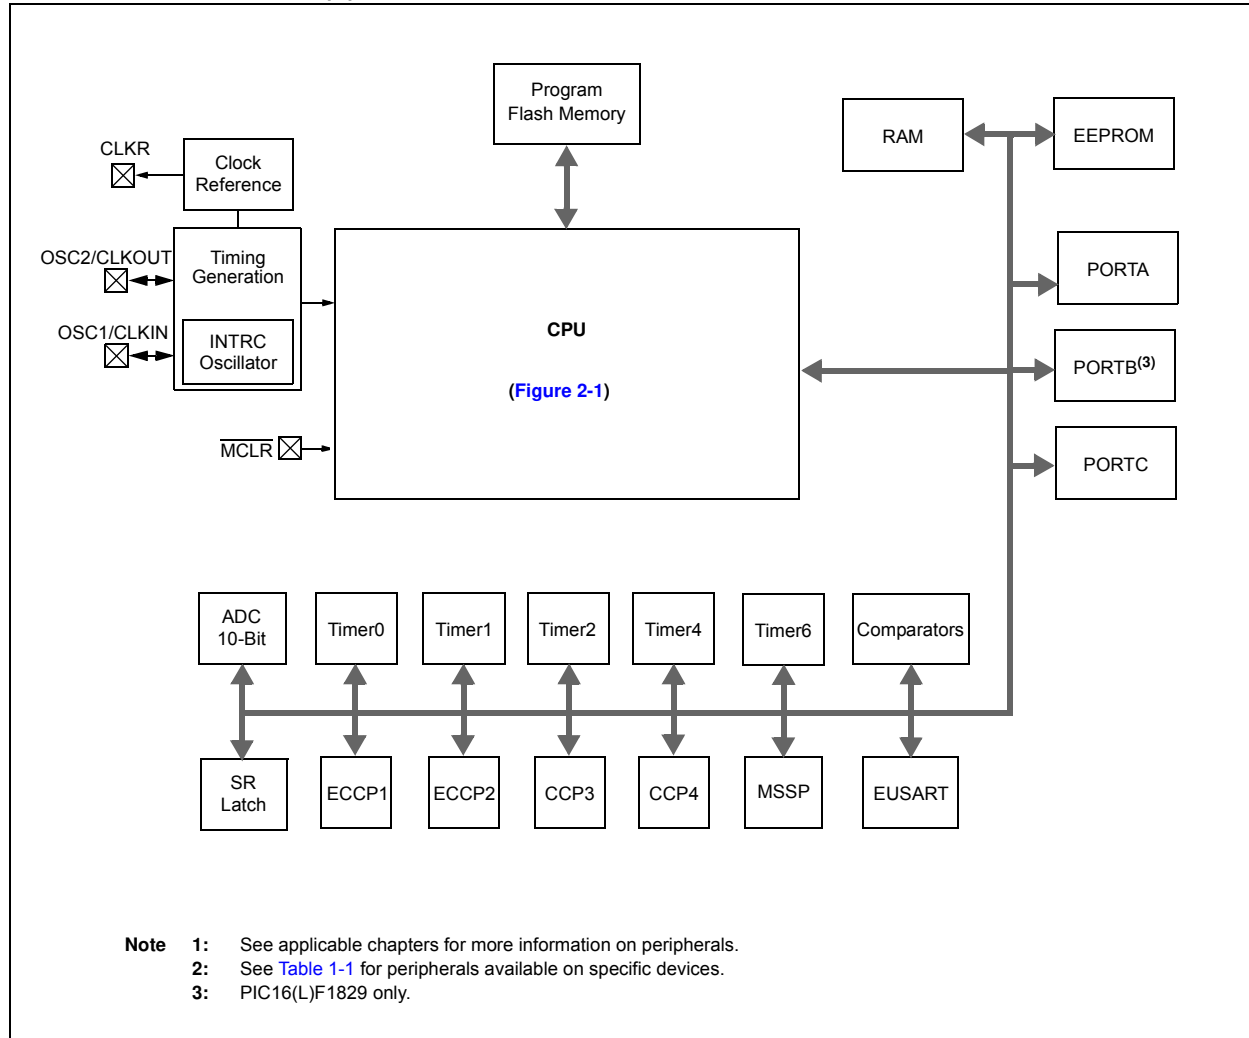 Program
Flash Memory
RAM
EEPROM
CLKR
Clock
Reference
OSC2/CLKOUT
Timing
Generation
PORTA
OSC1/CLKIN
INTRC
Oscillator
CPU
(Figure 2-1)
PORTB(3)
MCLR
PORTC
ADC
10-Bit
Timer0
Timer1
Timer2
Timer4
Timer6
Comparators
SR
Latch
ECCP1
ECCP2
CCP3
CCP4
MSSP
EUSART
Note 1: See applicable chapters for more information on peripherals.
2: See Table 1-1 for peripherals available on specific devices.
3: PIC16(L)F1829 only.